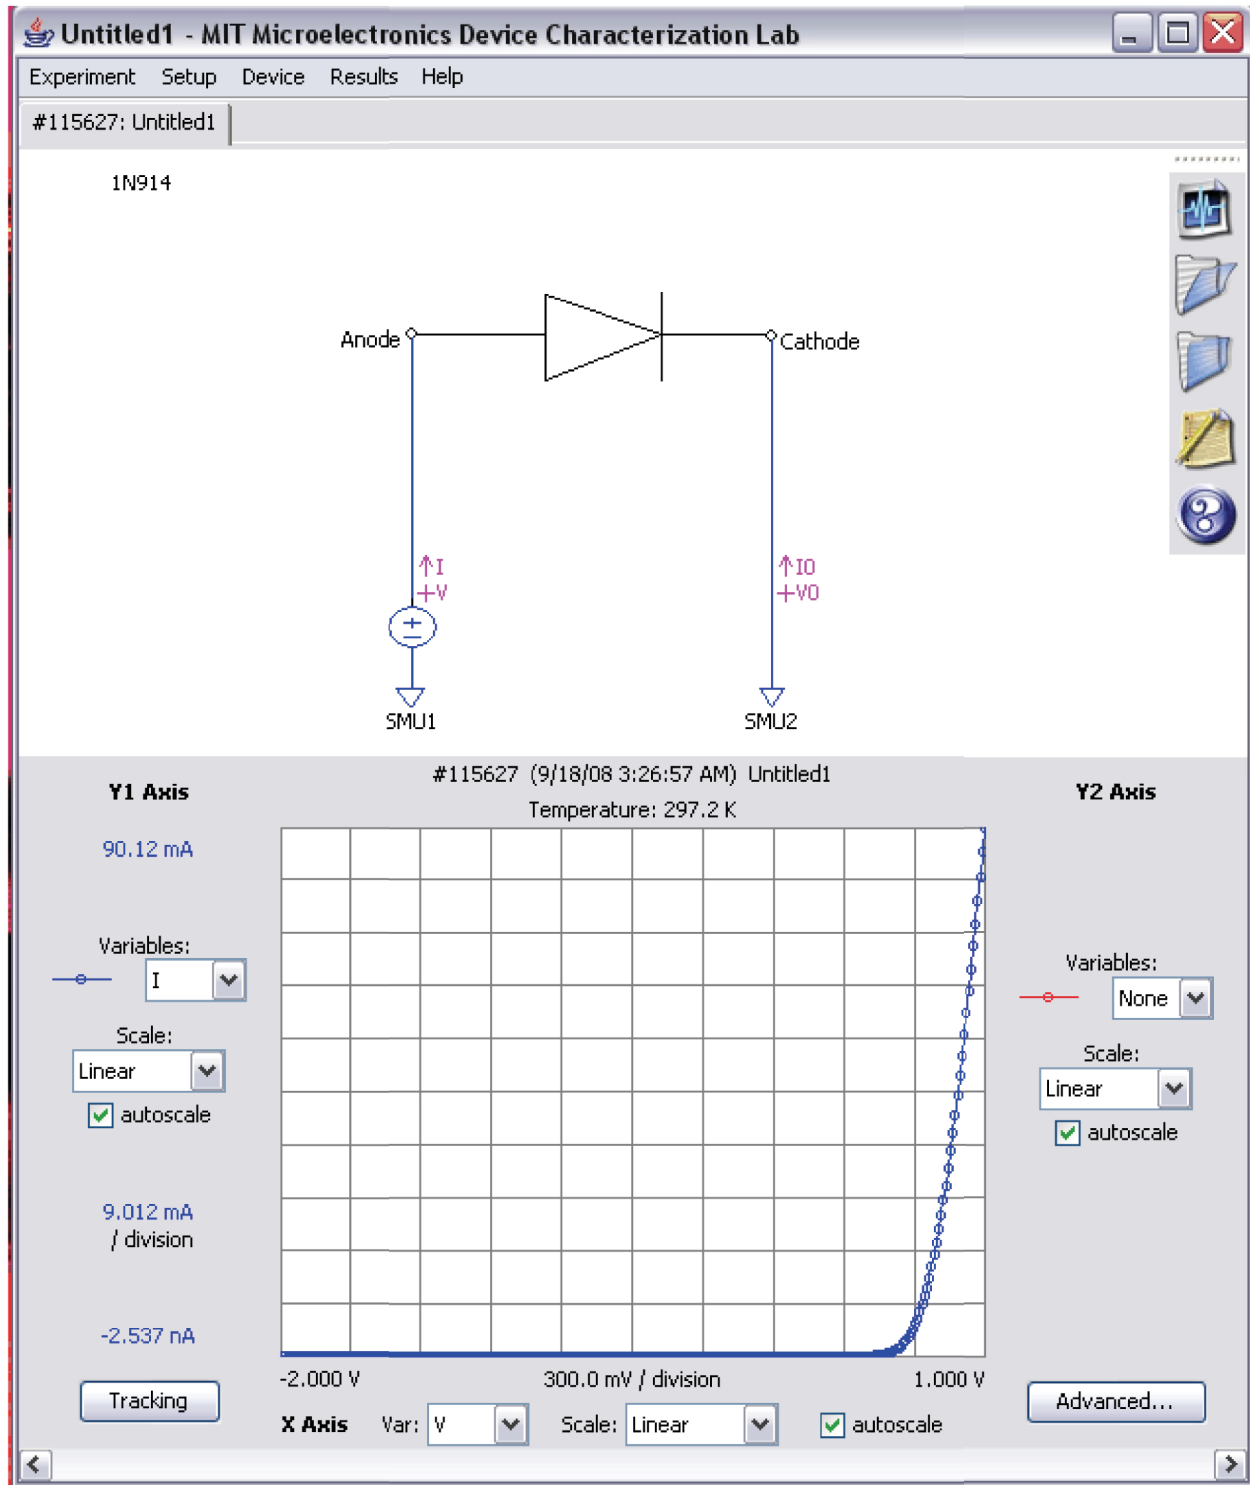 Untitled1 - MIT Microelectronics Device Characterization Lab
Experiment Setup Device Results Help
#115627: Untitled1
1N914
Anode
Cathode
I
+V
I0
+V0
SMU1
SMU2
#115627 (9/18/08 3:26:57 AM) Untitled1
Temperature: 297.2 K
Y1 Axis
90.12 mA
Variables:
I
Scale:
Linear
autoscale
9.012 mA
/ division
-2.537 nA
Tracking
Y2 Axis
Variables:
None
Scale:
Linear
autoscale
Advanced...
-2.000 V 300.0 mV / division 1.000 V
X Axis Var: V Scale: Linear autoscale